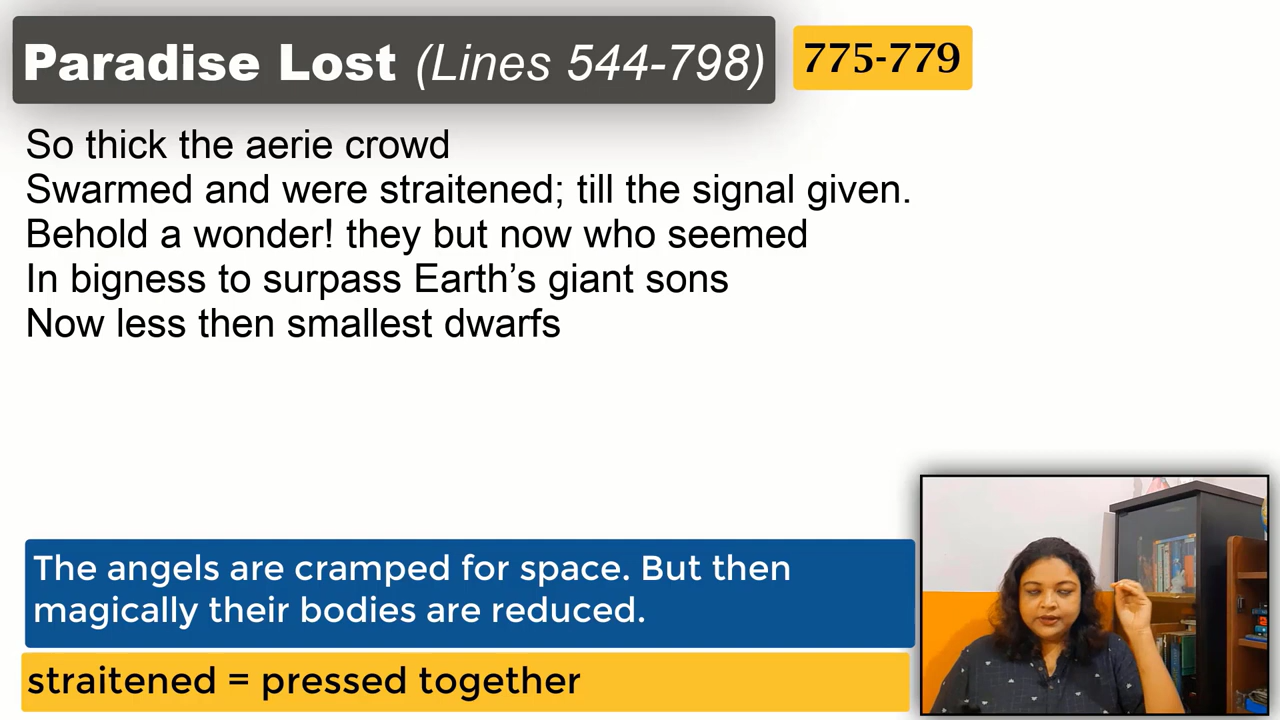 Paradise Lost (Lines 544-798) 775-779
So thick the aerie crowd
Swarmed and were straitened; till the signal given.
Behold a wonder! they but now who seemed
In bigness to surpass Earth’s giant sons
Now less then smallest dwarfs
The angels are cramped for space. But then
magically their bodies are reduced.
straitened = pressed together